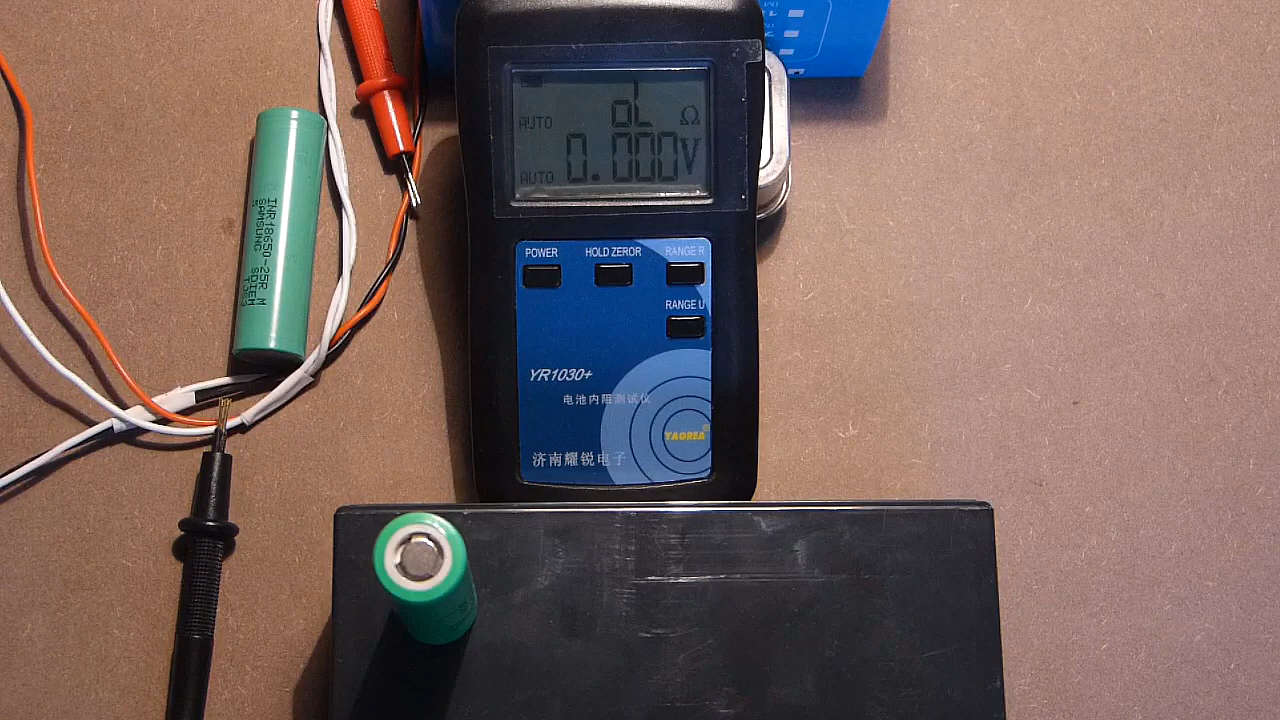 AUTO
oL Ω
AUTO
0.000V
POWER
HOLD ZEROR
RANGE R
RANGE U
YR1030+
电池内阻测试仪
YAOREA
济南耀锐电子
INR18650-25R M
SAMSUNG SDIEM